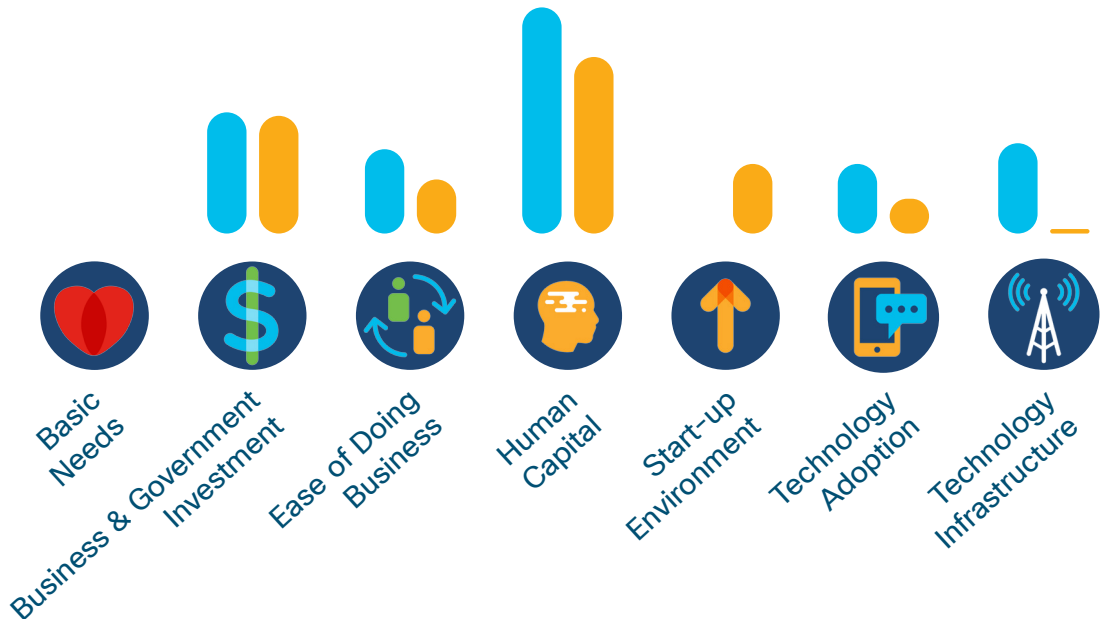 Basic
Needs
Business & Government
Investment
Ease of Doing
Business
Human
Capital
Start-up
Environment
Technology
Adoption
Technology
Infrastructure